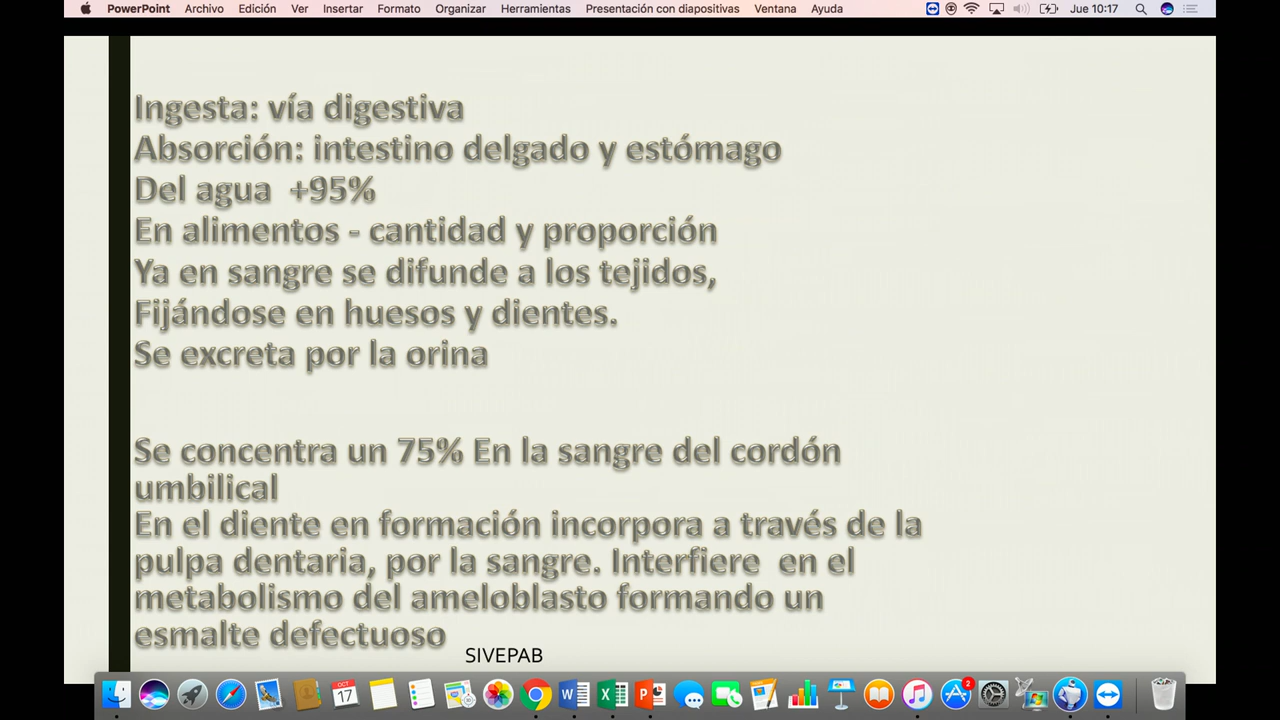 PowerPoint Archivo Edición Ver Insertar Formato Organizar Herramientas Presentación con diapositivas Ventana Ayuda Jue 10:17
Ingesta: vía digestiva
Absorción: intestino delgado y estómago
Del agua +95%
En alimentos - cantidad y proporción
Ya en sangre se difunde a los tejidos,
Fijándose en huesos y dientes.
Se excreta por la orina
Se concentra un 75% En la sangre del cordón
umbilical
En el diente en formación incorpora a través de la
pulpa dentaria, por la sangre. Interfiere en el
metabolismo del ameloblasto formando un
esmalte defectuoso
SIVEPAB
OCT
17
2